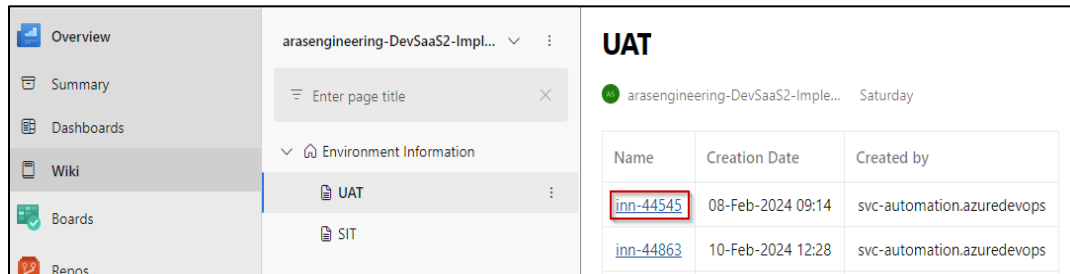 Overview
Summary
Dashboards
Wiki
Boards
Repos
arasengineering-DevSaaS2-Impl...
Enter page title
Environment Information
UAT
SIT
UAT
AS arasengineering-DevSaaS2-Imple... Saturday
Name Creation Date Created by
inn-44545 08-Feb-2024 09:14 svc-automation.azuredevops
inn-44863 10-Feb-2024 12:28 svc-automation.azuredevops